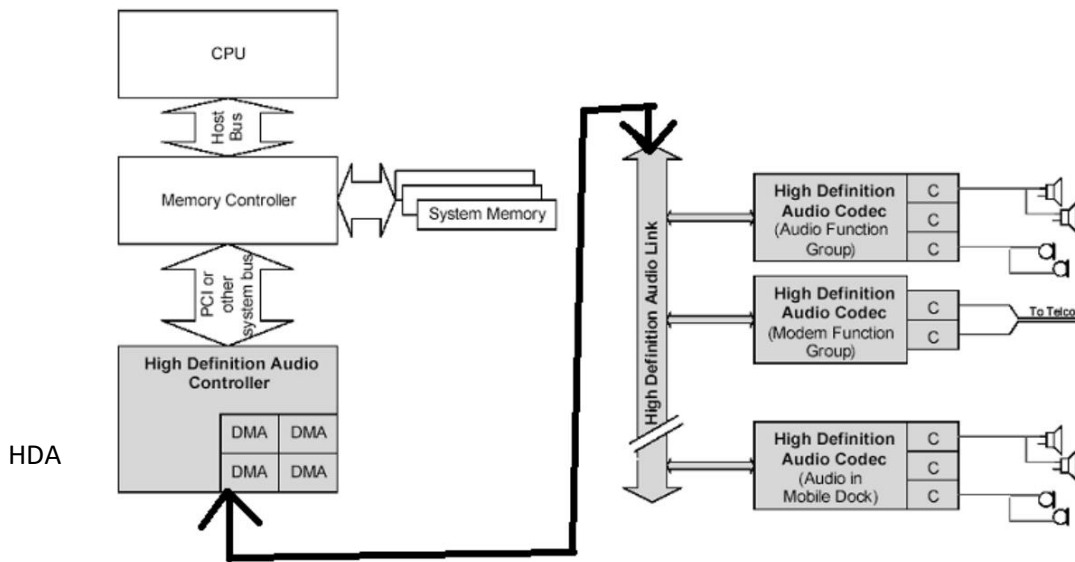 CPU
Host
Bus
Memory Controller
System Memory
PCI or
other
system bus
High Definition Audio
Controller
DMA
DMA
DMA
DMA
HDA
High Definition Audio Link
High Definition
Audio Codec
(Audio Function
Group)
C
C
C
High Definition
Audio Codec
(Modem Function
Group)
C
C
To Telco
High Definition
Audio Codec
(Audio in
Mobile Dock)
C
C
C